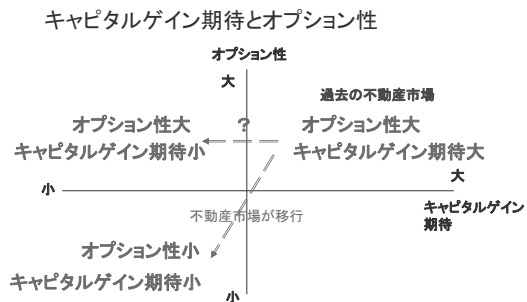 キャピタルゲイン期待とオプション性
オプション性
大
過去の不動産市場
オプション性大
?
オプション性大
キャピタルゲイン期待小
キャピタルゲイン期待大
小
大
キャピタルゲイン
期待
不動産市場が移行
オプション性小
キャピタルゲイン期待小
小